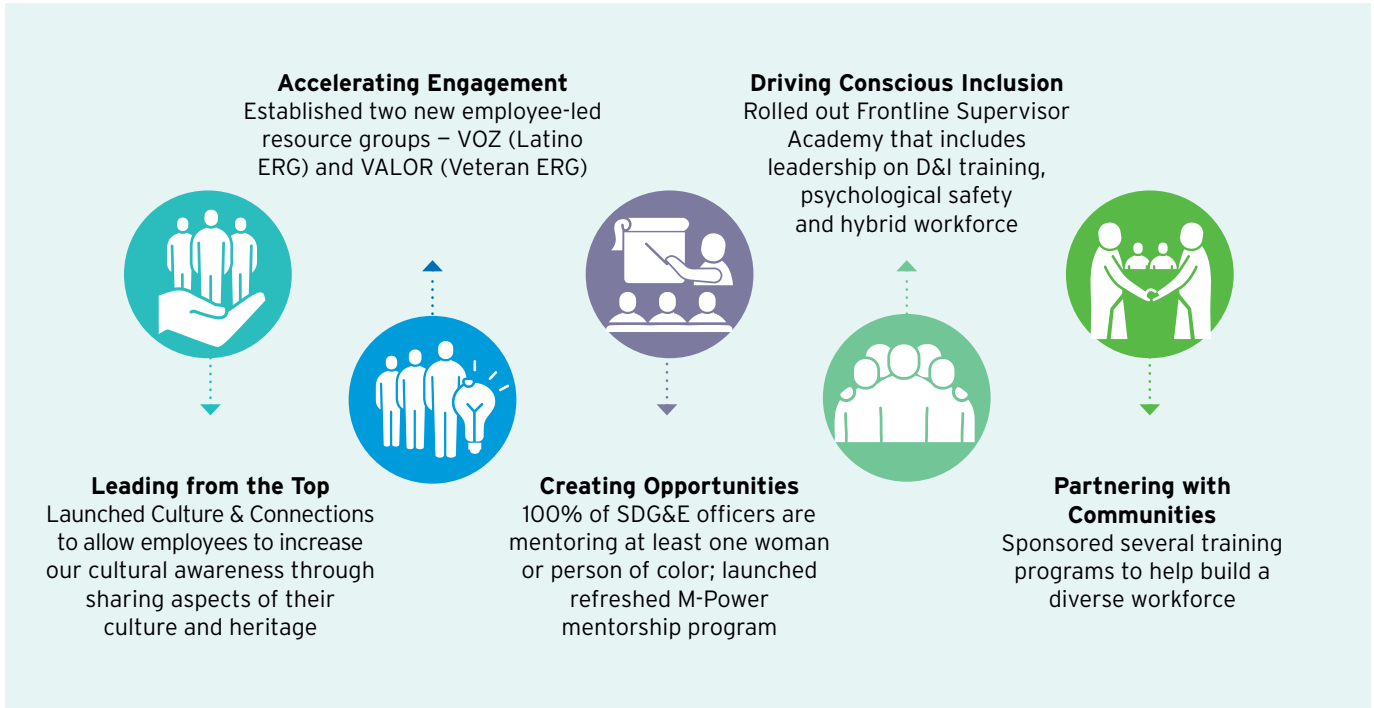 Accelerating Engagement
Established two new employee-led
resource groups – VOZ (Latino
ERG) and VALOR (Veteran ERG)
Driving Conscious Inclusion
Rolled out Frontline Supervisor
Academy that includes
leadership on D&I training,
psychological safety
and hybrid workforce
Leading from the Top
Launched Culture & Connections
to allow employees to increase
our cultural awareness through
sharing aspects of their
culture and heritage
Creating Opportunities
100% of SDG&E officers are
mentoring at least one woman
or person of color; launched
refreshed M-Power
mentorship program
Partnering with
Communities
Sponsored several training
programs to help build a
diverse workforce